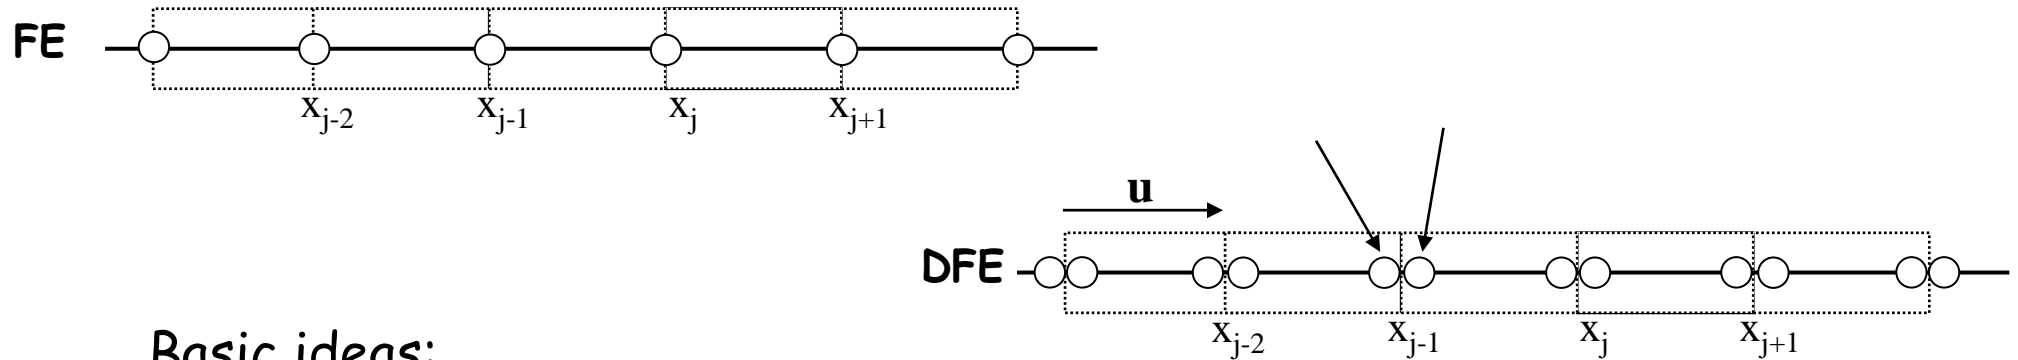 FE
x_{j-2} x_{j-1} x_j x_{j+1}
u
DFE
x_{j-2} x_{j-1} x_j x_{j+1}
Basic ideas: